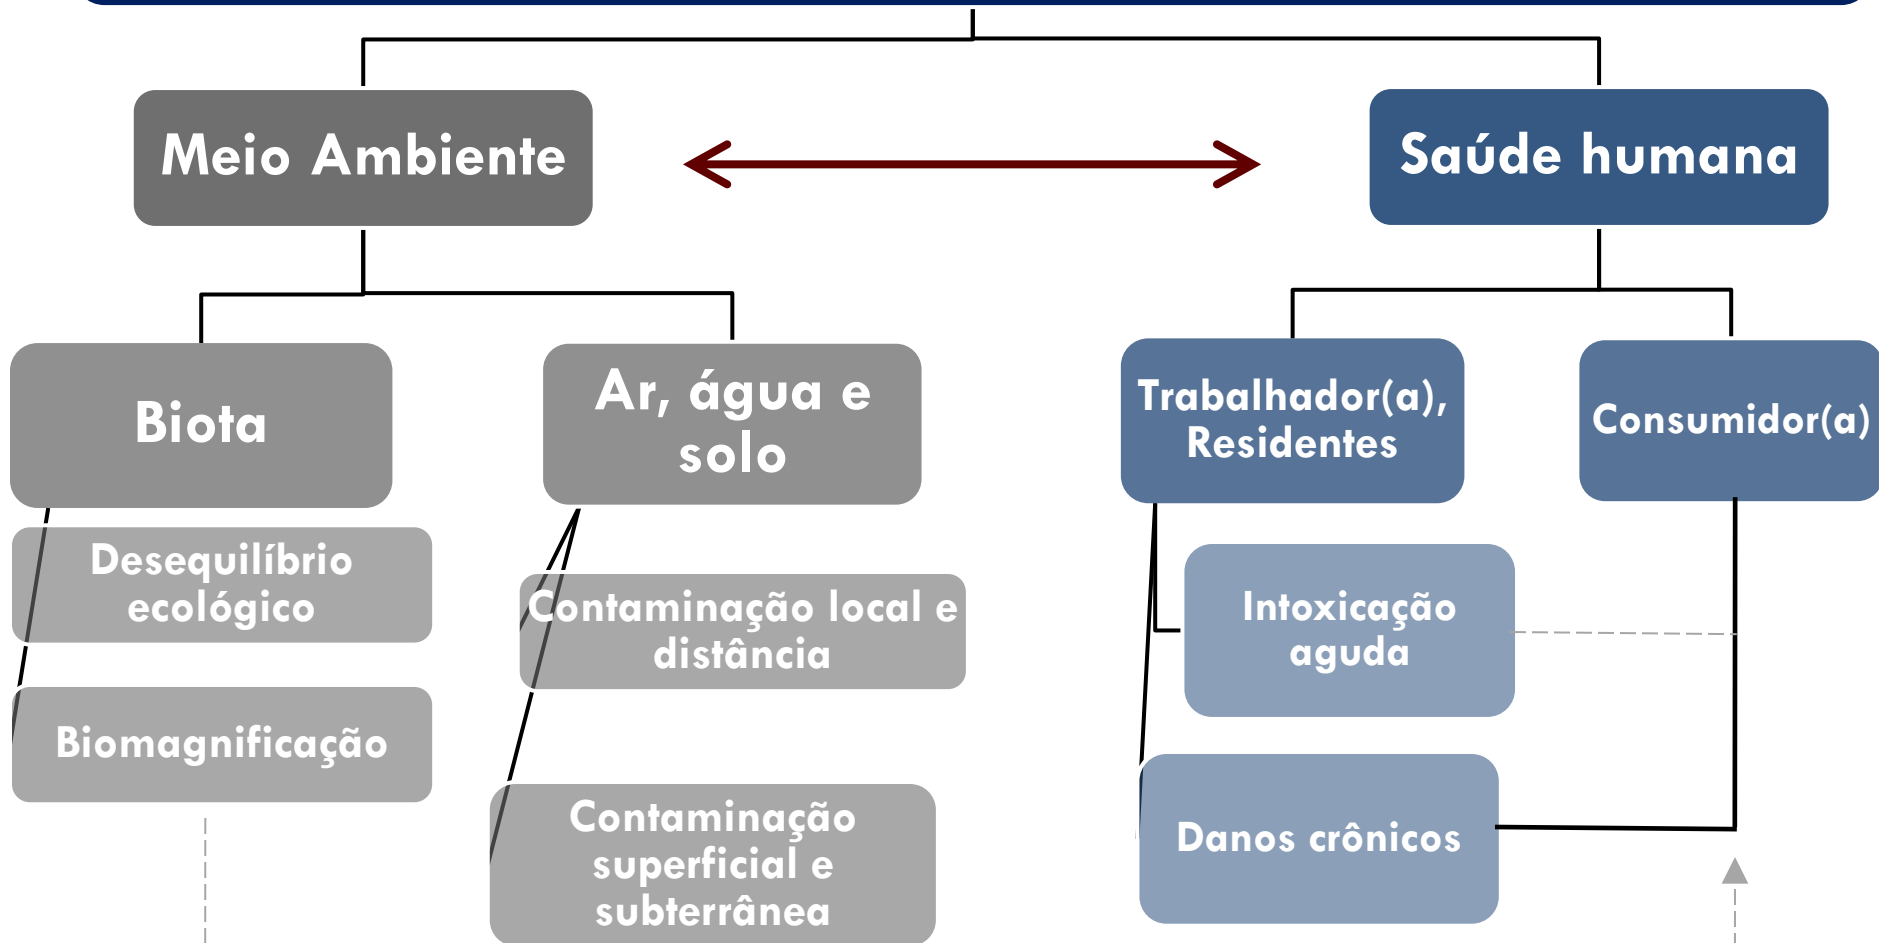 Meio Ambiente
Saúde humana
Biota
Ar, água e
solo
Trabalhador(a),
Residentes
Consumidor(a)
Desequilíbrio
ecológico
Contaminação local e
distância
Intoxicação
aguda
Biomagnificação
Contaminação
superficial e
subterrânea
Danos crônicos